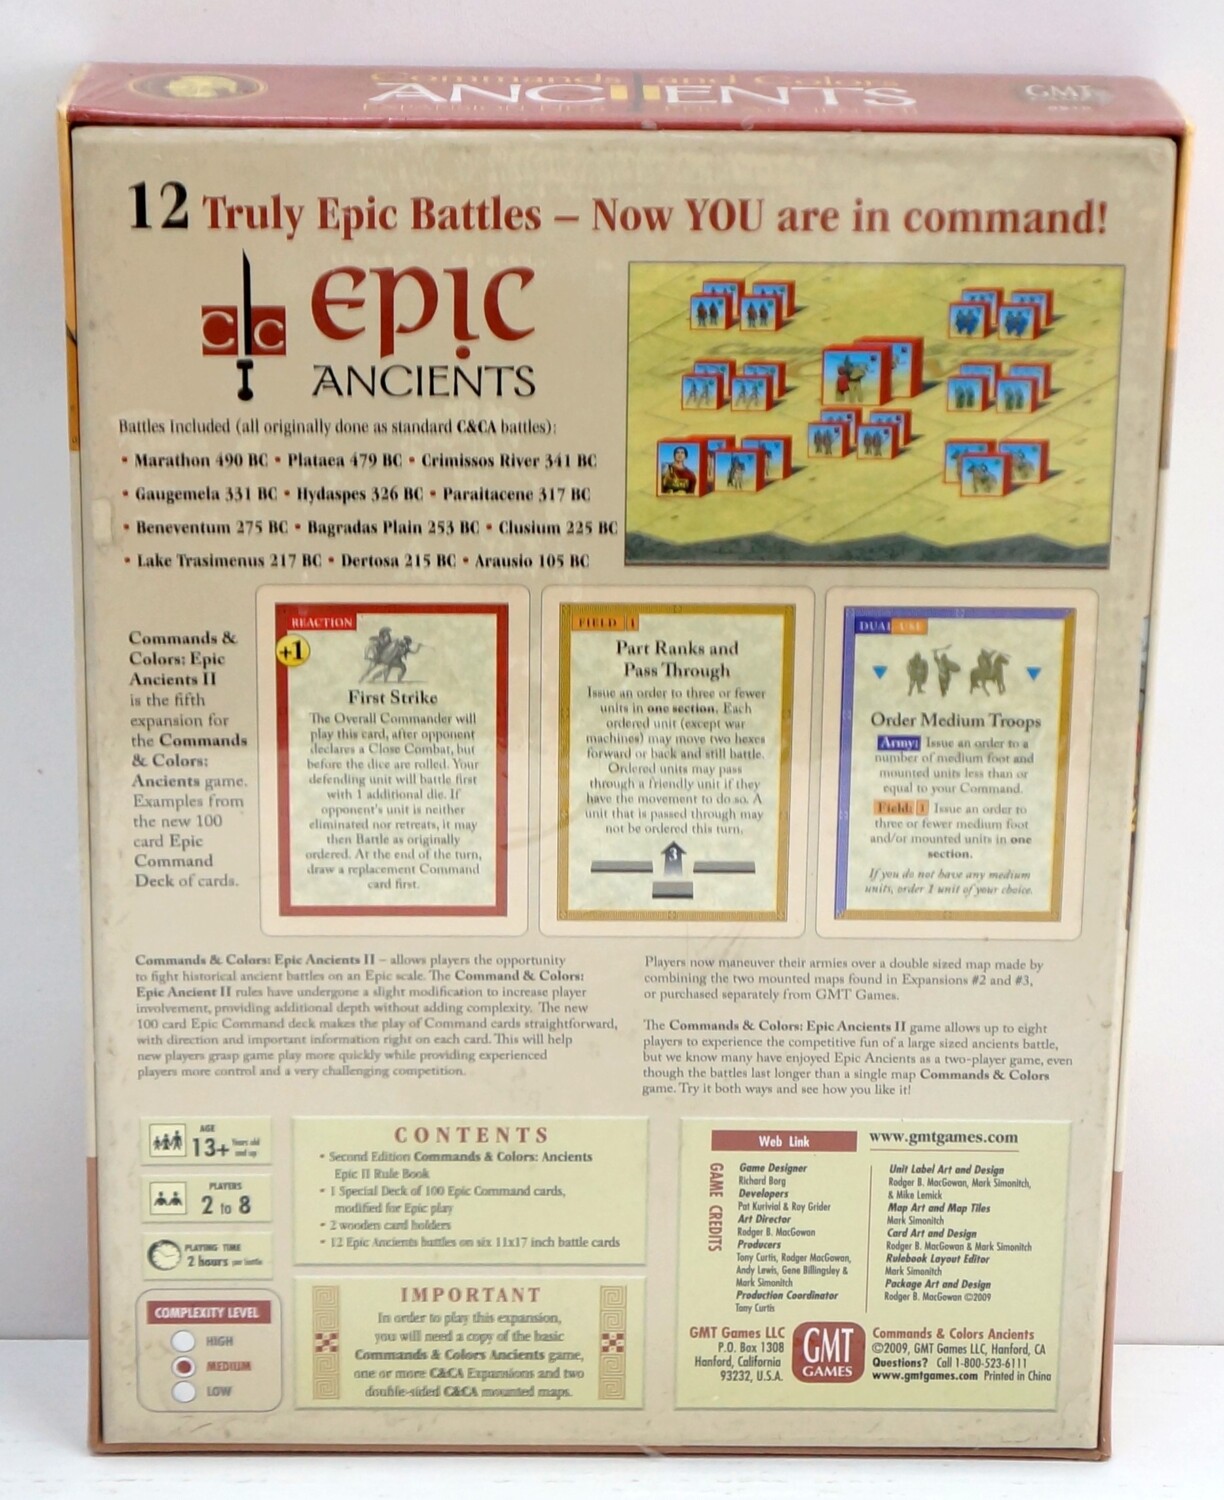 Commands and Colors
ANCIENTS
GMT
12 Truly Epic Battles – Now YOU are in command!
C C
epic
ANCIENTS
Battles Included (all originally done as standard C&CA battles):
• Marathon 490 BC • Plataea 479 BC • Crimissos River 341 BC
• Gaugemela 331 BC • Hydaspes 326 BC • Paraitacene 317 BC
• Beneventum 275 BC • Bagradas Plain 253 BC • Clusium 225 BC
• Lake Trasimenus 217 BC • Dertosa 215 BC • Arausio 105 BC
Commands &
Colors: Epic
Ancients II
is the fifth
expansion for
the Commands
& Colors:
Ancients game.
Examples from
the new 100
card Epic
Command
Deck of cards.
REACTION
+1
First Strike
The Overall Commander will
play this card, after opponent
declares a Close Combat, but
before the dice are rolled. Your
defending unit will battle first
with 1 additional die. If
opponent's unit is neither
eliminated nor retreats, it may
then Battle as originally
ordered. At the end of the turn,
draw a replacement Command
card first.
FIELD 1
Part Ranks and
Pass Through
Issue an order to three or fewer
units in one section. Each
ordered unit (except war
machines) may move two hexes
forward or back and still battle.
Ordered units may pass
through a friendly unit if they
have the movement to do so. A
unit that is passed through may
not be ordered this turn.
3
DUAL USE
Order Medium Troops
Army: Issue an order to a
number of medium foot and
mounted units less than or
equal to your Command.
Field: 1 Issue an order to
three or fewer medium foot
and/or mounted units in one
section.
If you do not have any medium
units, order 1 unit of your choice.
Commands & Colors: Epic Ancients II – allows players the opportunity
to fight historical ancient battles on an Epic scale. The Command & Colors:
Epic Ancient II rules have undergone a slight modification to increase player
involvement, providing additional depth without adding complexity. The new
100 card Epic Command deck makes the play of Command cards straightforward,
with direction and important information right on each card. This will help
new players grasp game play more quickly while providing experienced
players more control and a very challenging competition.
Players now maneuver their armies over a double sized map made by
combining the two mounted maps found in Expansions #2 and #3,
or purchased separately from GMT Games.
The Commands & Colors: Epic Ancients II game allows up to eight
players to experience the competitive fun of a large sized ancients battle,
but we know many have enjoyed Epic Ancients as a two-player game, even
though the battles last longer than a single map Commands & Colors
game. Try it both ways and see how you like it!
AGE
13+ Years old
and up
PLAYERS
2 to 8
PLAYING TIME
2 hours per battle
COMPLEXITY LEVEL
HIGH
MEDIUM
LOW
CONTENTS
• Second Edition Commands & Colors: Ancients
Epic II Rule Book
• 1 Special Deck of 100 Epic Command cards,
modified for Epic play
• 2 wooden card holders
• 12 Epic Ancients battles on six 11x17 inch battle cards
IMPORTANT
In order to play this expansion,
you will need a copy of the basic
Commands & Colors Ancients game,
one or more C&CA Expansions and two
double-sided C&CA mounted maps.
Web Link www.gmtgames.com
GAME CREDITS
Game Designer
Richard Borg
Developers
Pat Kurivial & Roy Grider
Art Director
Rodger B. MacGowan
Producers
Tony Curtis, Rodger MacGowan,
Andy Lewis, Gene Billingsley &
Mark Simonitch
Production Coordinator
Tony Curtis
Unit Label Art and Design
Rodger B. MacGowan, Mark Simonitch,
& Mike Lemick
Map Art and Map Tiles
Mark Simonitch
Card Art and Design
Rodger B. MacGowan & Mark Simonitch
Rulebook Layout Editor
Mark Simonitch
Package Art and Design
Rodger B. MacGowan ©2009
GMT Games LLC
P.O. Box 1308
Hanford, California
93232, U.S.A.
GMT
GAMES
Commands & Colors Ancients
©2009, GMT Games LLC, Hanford, CA
Questions? Call 1-800-523-6111
www.gmtgames.com Printed in China